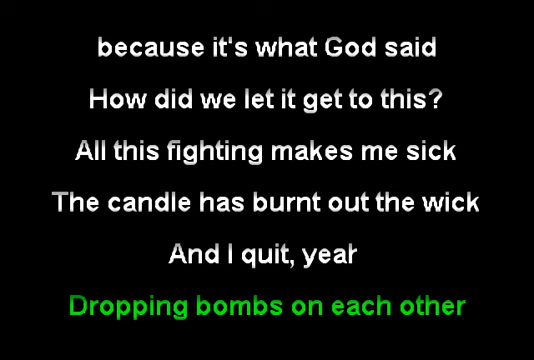 because it's what God said
How did we let it get to this?
All this fighting makes me sick
The candle has burnt out the wick
And I quit, yeah
Dropping bombs on each other